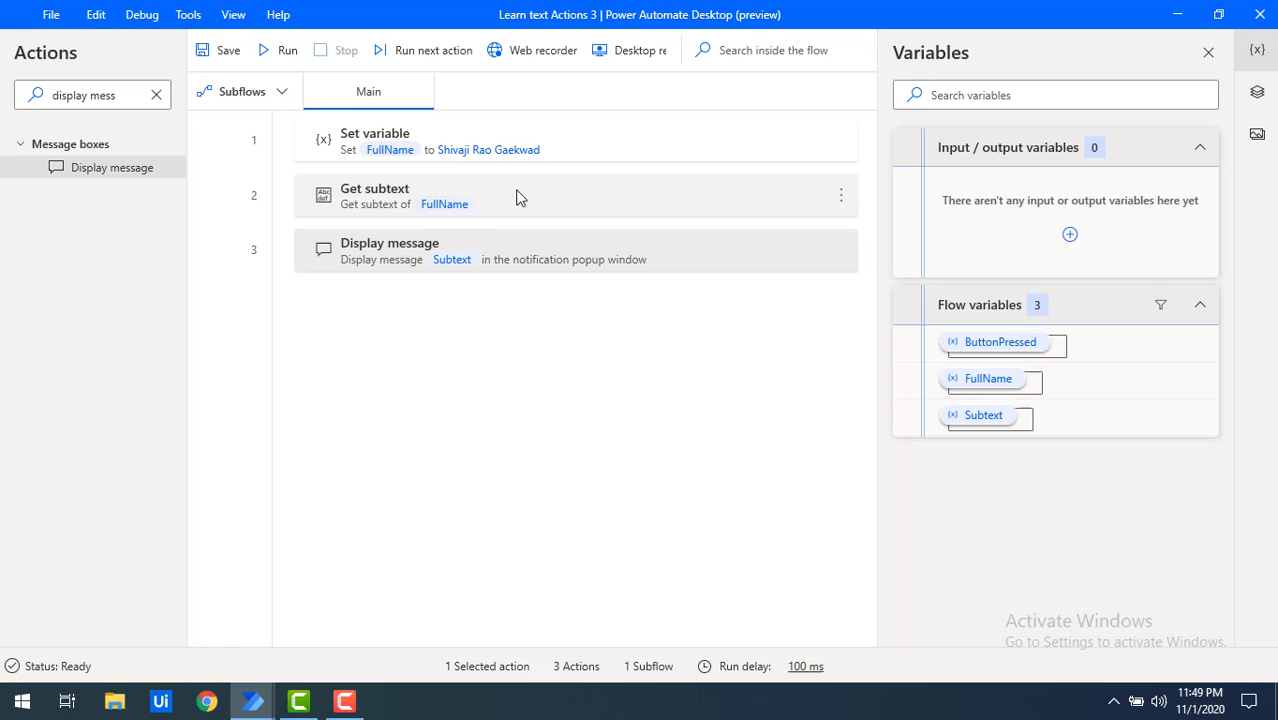 File Edit Debug Tools View Help
Learn text Actions 3 | Power Automate Desktop (preview)
Actions
display mess
Message boxes
Display message
Save Run Stop Run next action Web recorder Desktop re Search inside the flow
Subflows Main
1
{x} Set variable
Set FullName to Shivaji Rao Gaekwad
2
Abc
def
Get subtext
Get subtext of FullName
3
Display message
Display message Subtext in the notification popup window
Variables
{x}
Search variables
Input / output variables 0
There aren't any input or output variables here yet
Flow variables 3
(x) ButtonPressed
(x) FullName
(x) Subtext
Activate Windows
Go to Settings to activate Windows.
Status: Ready 1 Selected action 3 Actions 1 Subflow Run delay: 100 ms
Ui
11:49 PM
11/1/2020